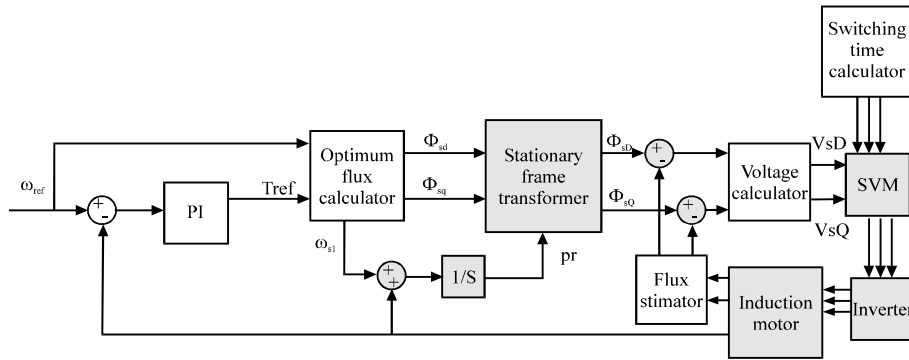 Switching
time
calculator
ω_ref
PI
Tref
Optimum
flux
calculator
Φ_sd
Φ_sq
ω_s1
Stationary
frame
transformer
Φ_sD
Φ_sQ
+
-
+
-
+
-
+
+
1/S
pr
Voltage
calculator
VsD
VsQ
SVM
Flux
stimator
Induction
motor
Inverter